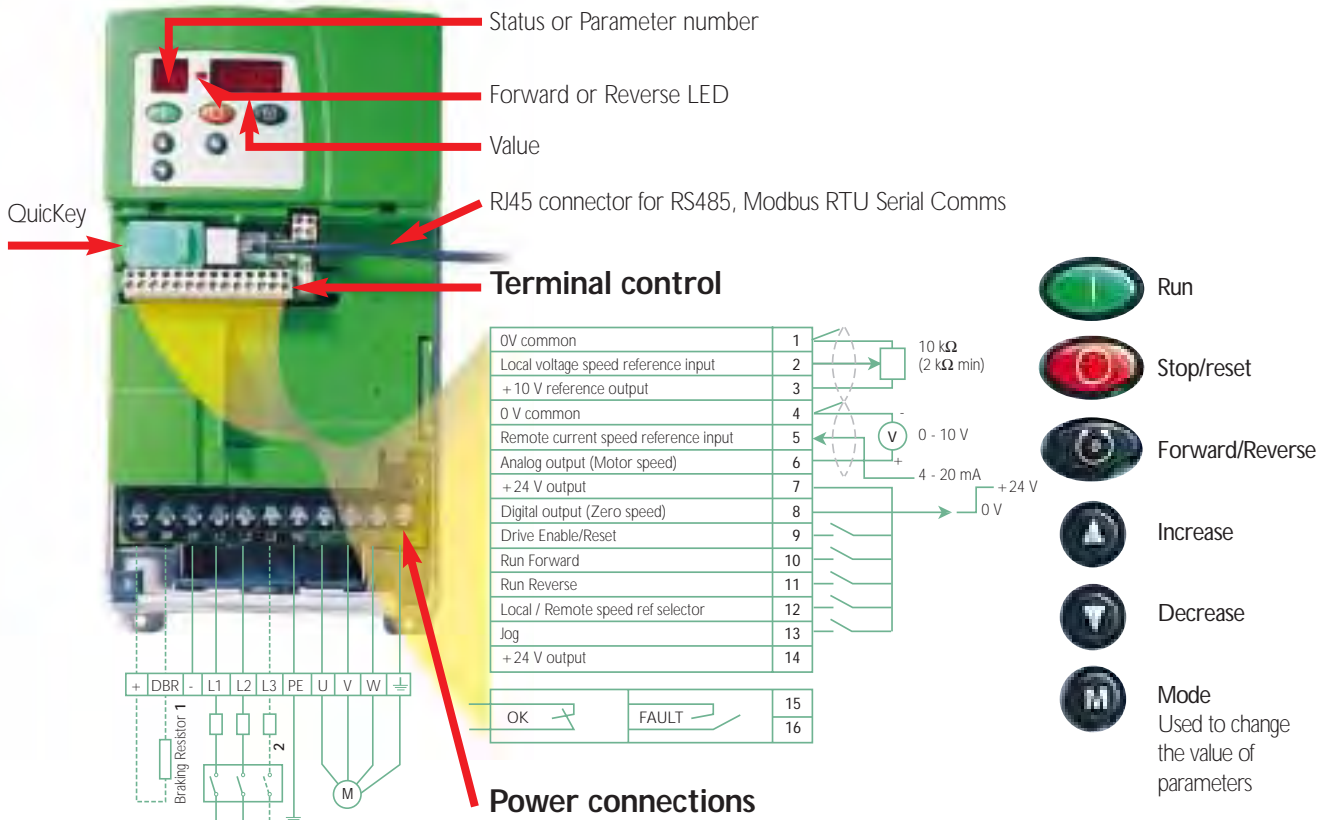 Status or Parameter number
Forward or Reverse LED
Value
RJ45 connector for RS485, Modbus RTU Serial Comms
QuicKey
Terminal control
0V common 1
Local voltage speed reference input 2
+10 V reference output 3
0 V common 4
Remote current speed reference input 5
Analog output (Motor speed) 6
+24 V output 7
Digital output (Zero speed) 8
Drive Enable/Reset 9
Run Forward 10
Run Reverse 11
Local / Remote speed ref selector 12
Jog 13
+24 V output 14
OK FAULT 15
16
10 kΩ
(2 kΩ min)
-
V 0 - 10 V
+
4 - 20 mA
+24 V
0 V
Run
Stop/reset
Forward/Reverse
Increase
Decrease
M
Mode
Used to change
the value of
parameters
+ DBR - L1 L2 L3 PE U V W
Braking Resistor 1
2
M
Power connections